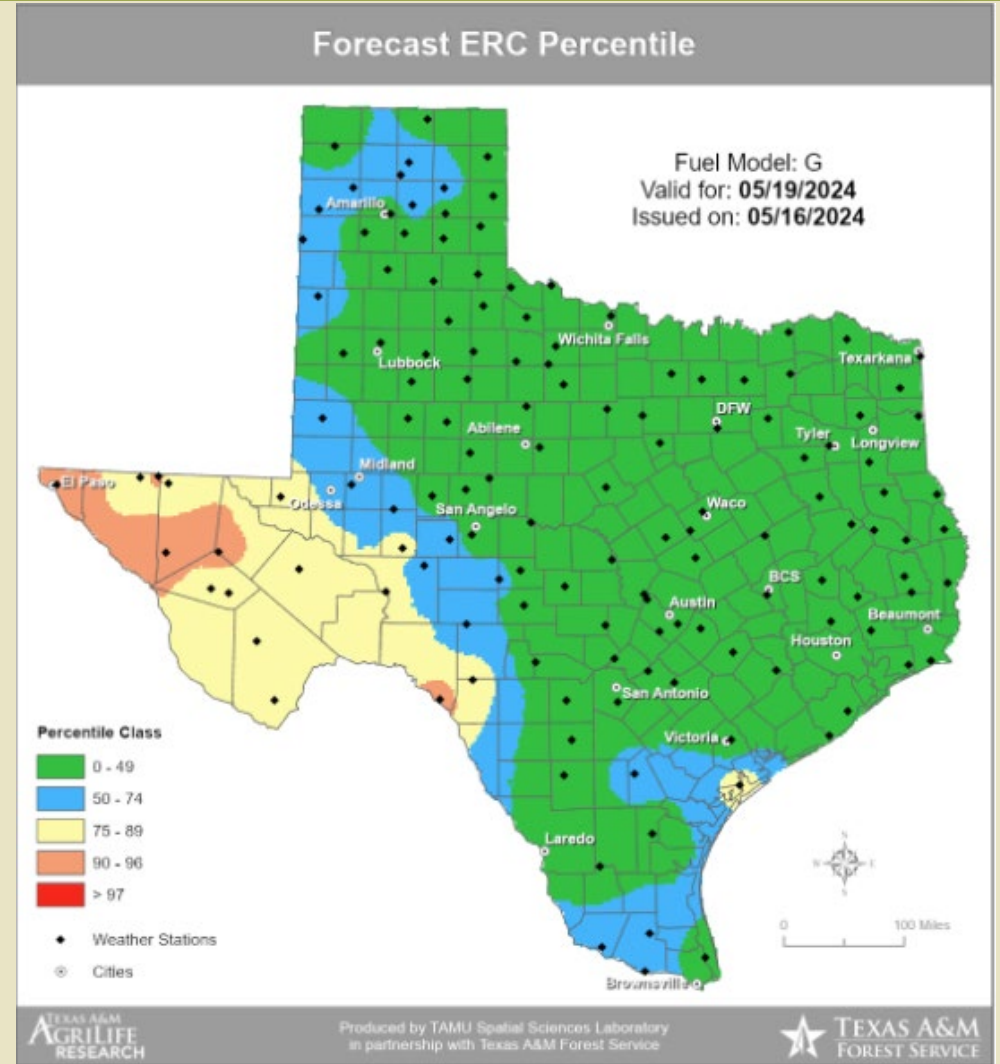 Forecast ERC Percentile
Fuel Model: G
Valid for: 05/19/2024
Issued on: 05/16/2024
Amarillo
Wichita Falls
Texarkana
Lubbock
DFW
Abilene
Tyler
Longview
Midland
El Paso
Odessa
San Angelo
Waco
BCS
Austin
Beaumont
Houston
San Antonio
Victoria
Laredo
Brownsville
Percentile Class
0 - 49
50 - 74
75 - 89
90 - 96
> 97
Weather Stations
Cities
N
W E
S
0 100 Miles
TEXAS A&M
AGRILIFE
RESEARCH
Produced by TAMU Spatial Sciences Laboratory
in partnership with Texas A&M Forest Service
TEXAS A&M
FOREST SERVICE